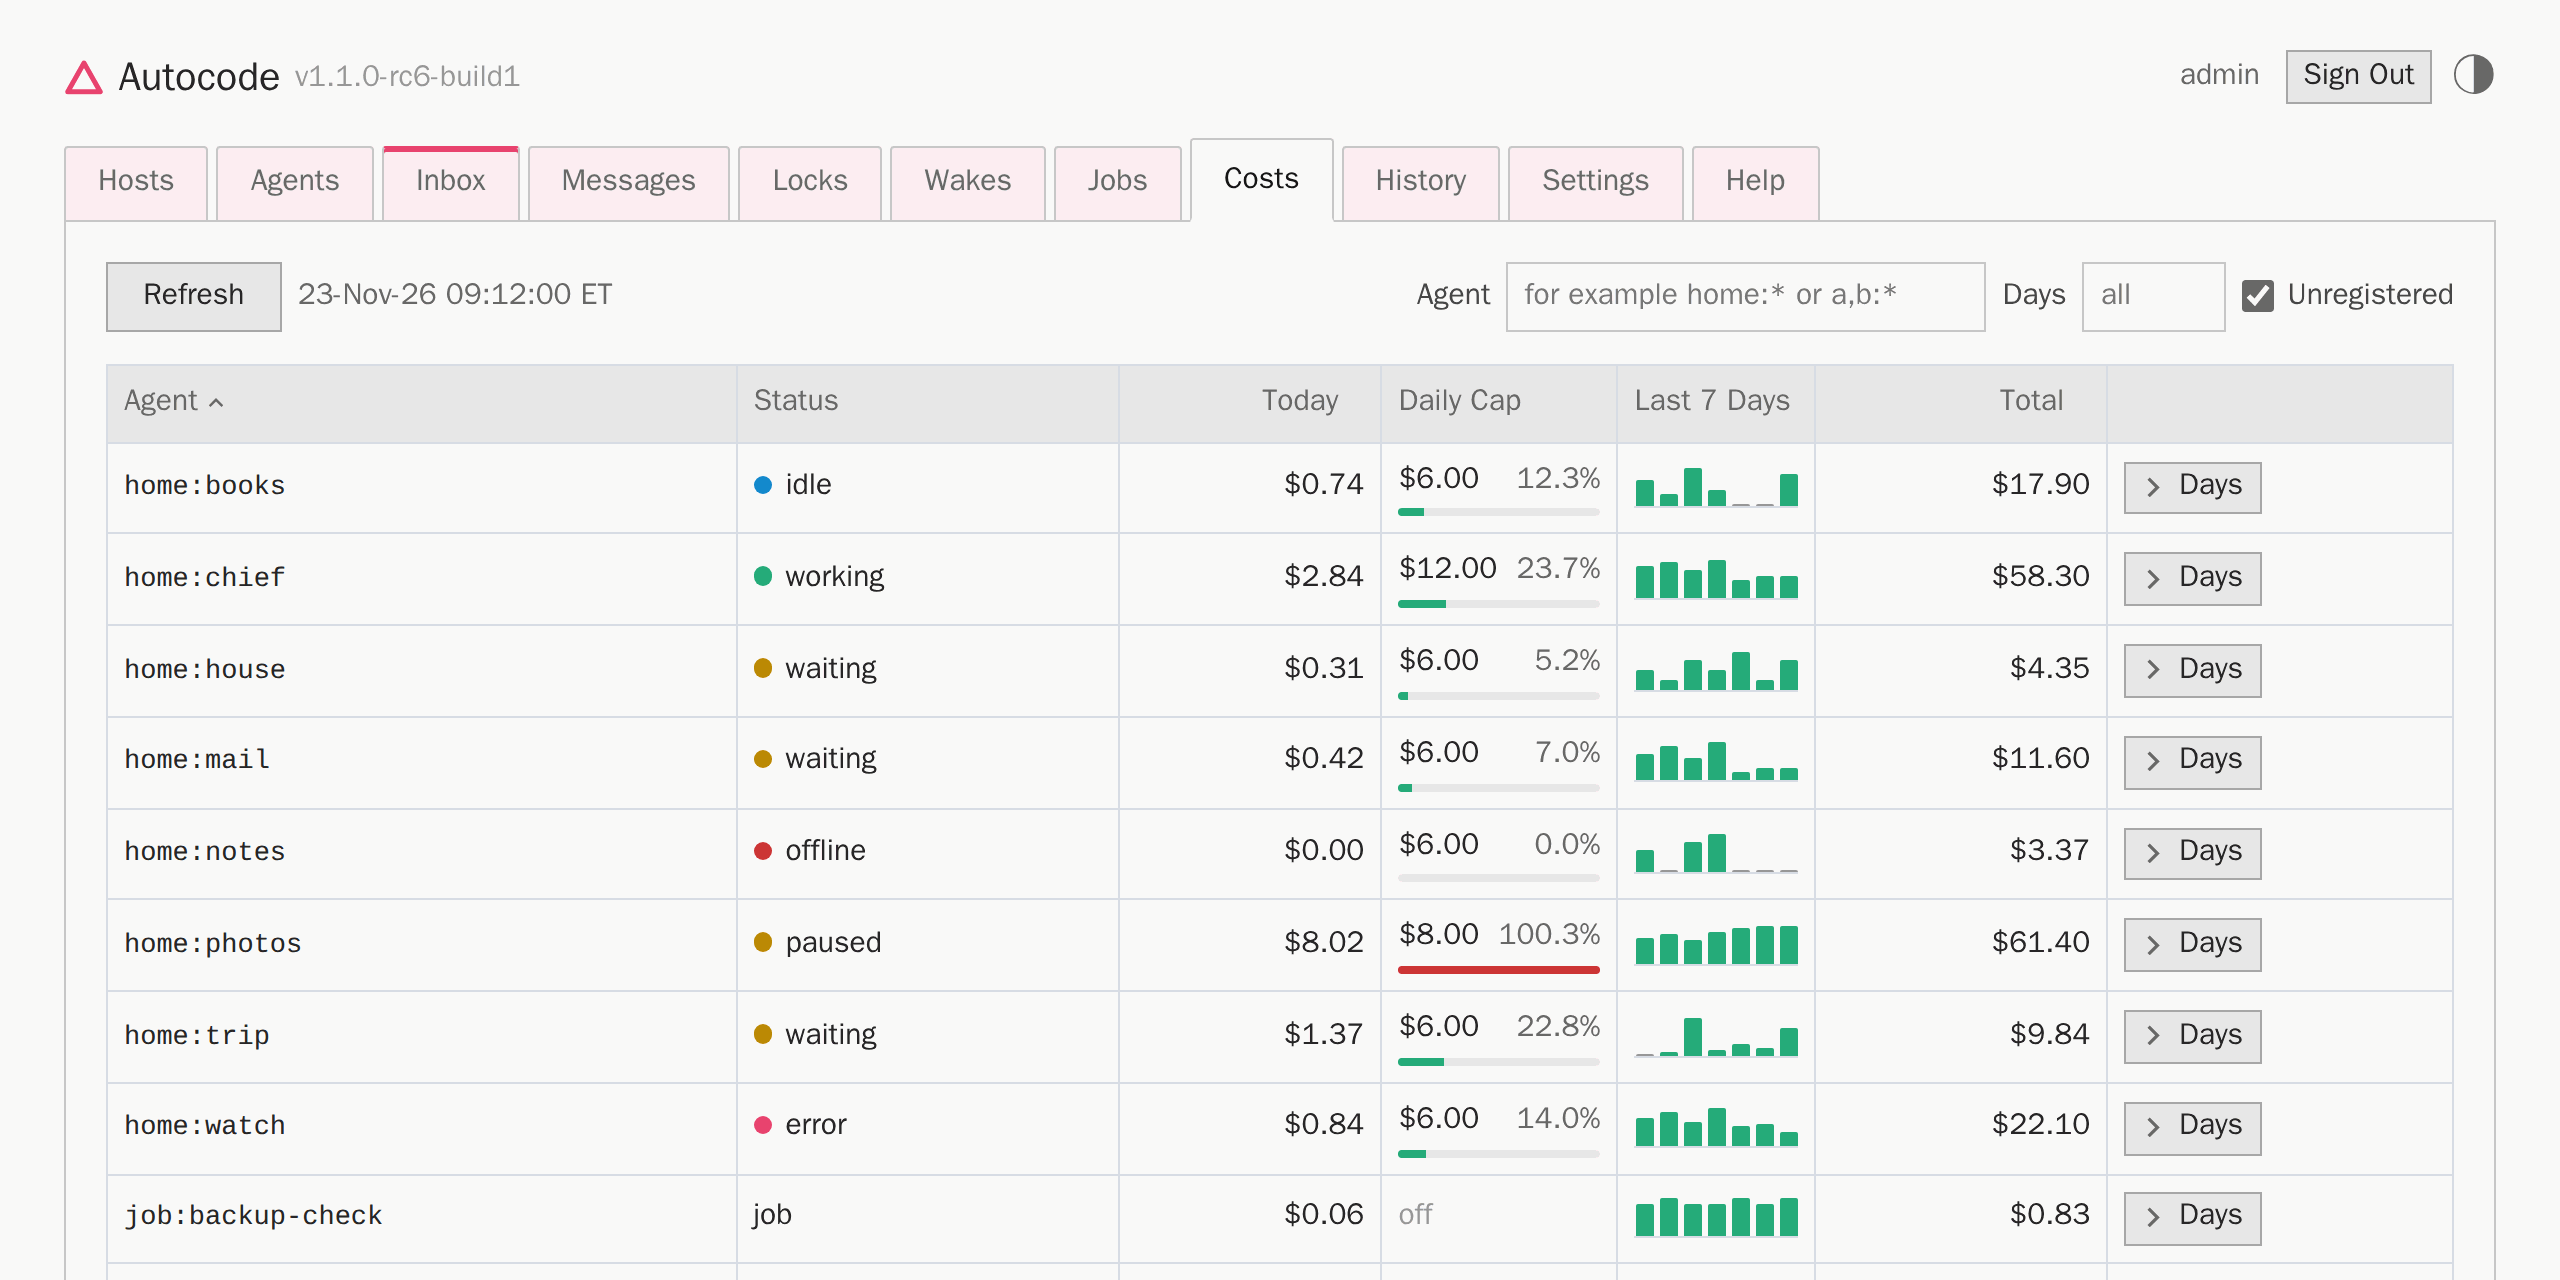 Autocode v1.1.0-rc6-build1
admin Sign Out
Hosts Agents Inbox Messages Locks Wakes Jobs Costs History Settings Help
Refresh 23-Nov-26 09:12:00 ET Agent for example home:* or a,b:* Days all Unregistered
Agent Status Today Daily Cap Last 7 Days Total
home:books idle $0.74 $6.00 12.3% $17.90 Days
home:chief working $2.84 $12.00 23.7% $58.30 Days
home:house waiting $0.31 $6.00 5.2% $4.35 Days
home:mail waiting $0.42 $6.00 7.0% $11.60 Days
home:notes offline $0.00 $6.00 0.0% $3.37 Days
home:photos paused $8.02 $8.00 100.3% $61.40 Days
home:trip waiting $1.37 $6.00 22.8% $9.84 Days
home:watch error $0.84 $6.00 14.0% $22.10 Days
job:backup-check job $0.06 off $0.83 Days